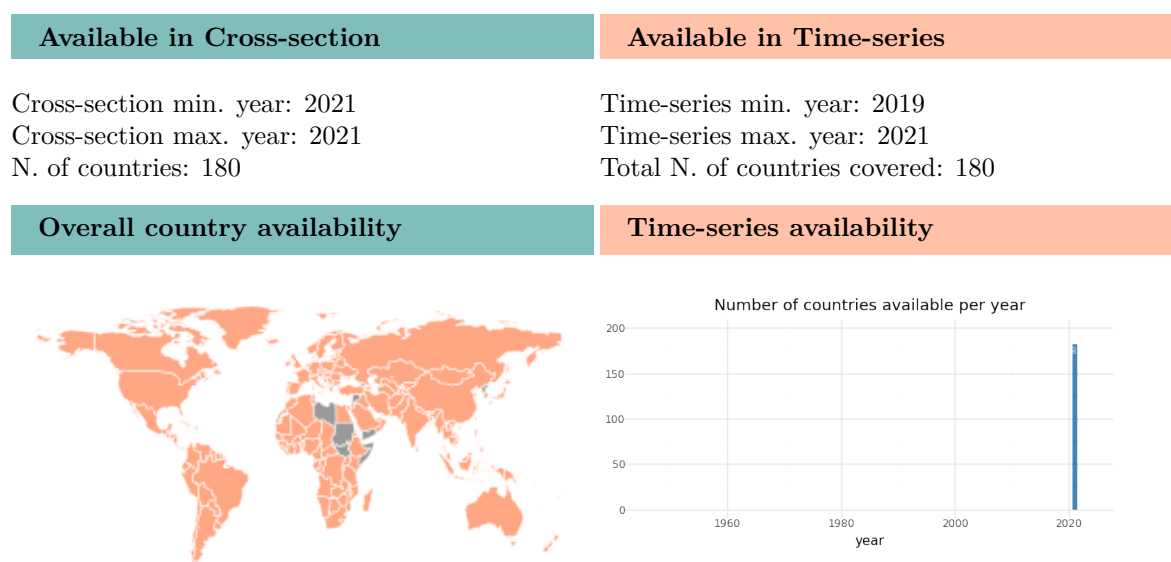 Available in Cross-section
Available in Time-series
Cross-section min. year: 2021
Cross-section max. year: 2021
N. of countries: 180
Time-series min. year: 2019
Time-series max. year: 2021
Total N. of countries covered: 180
Overall country availability
Time-series availability
Number of countries available per year
200
150
100
50
0
1960
1980
2000
2020
year